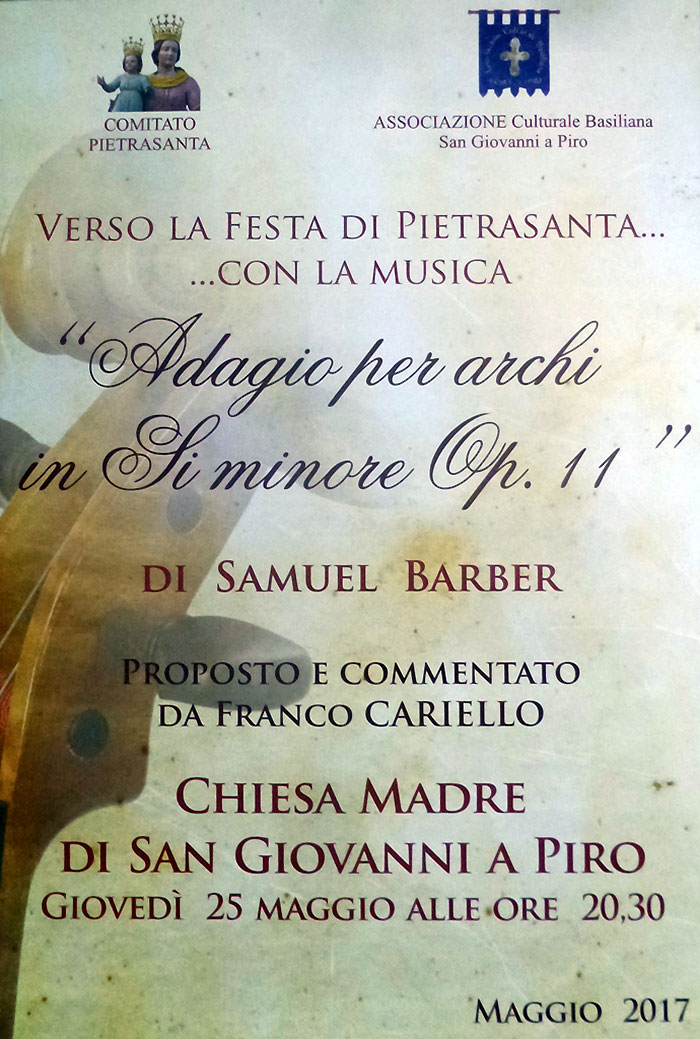 COMITATO
PIETRASANTA
ASSOCIAZIONE Culturale Basiliana
San Giovanni a Piro
VERSO LA FESTA DI PIETRASANTA...
...CON LA MUSICA
“Adagio per archi
in Si minore Op. 11”
DI SAMUEL BARBER
PROPOSTO E COMMENTATO
DA FRANCO CARIELLO
CHIESA MADRE
DI SAN GIOVANNI A PIRO
GIOVEDÌ 25 MAGGIO ALLE ORE 20,30
MAGGIO 2017